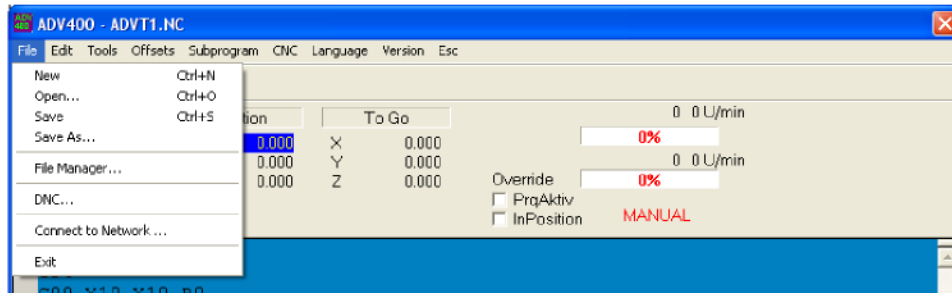 ADV400 - ADVT1.NC
File Edit Tools Offsets Subprogram CNC Language Version Esc
New Ctrl+N
Open... Ctrl+O
Save Ctrl+S
Save As...
File Manager...
DNC...
Connect to Network ...
Exit
To Go
0.000 X 0.000
0.000 Y 0.000
0.000 Z 0.000
0 0 U/min
0%
0 0 U/min
Override 0%
PrgAktiv
InPosition MANUAL